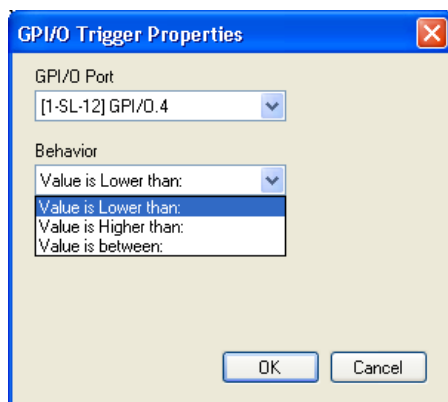 GPI/O Trigger Properties
GPI/O Port
[1-SL-12] GPI/O.4
Behavior
Value is Lower than:
Value is Lower than:
Value is Higher than:
Value is between:
OK Cancel